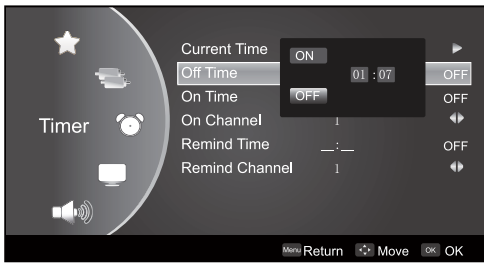 Current Time
ON
Off Time
01 : 07
OFF
On Time
OFF
OFF
Timer
On Channel
1
Remind Time
__:__
OFF
Remind Channel
1
Menu Return
Move
OK OK